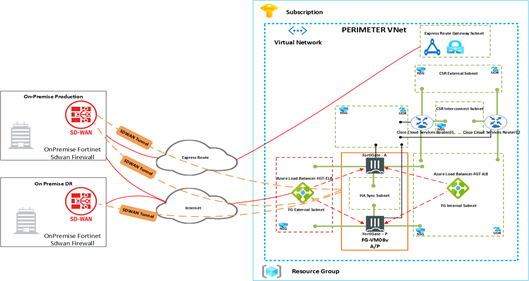 Subscription
PERIMETER VNet
Virtual Network
Express Route Gateway Subnet
CSR External Subnet
CSR Interconnect Subnet
Cisco Cloud Services Router01. ... Cisco Cloud Services Router02
On-Premise Production
SD-WAN
OnPremise Fortinet
Sdwan Firewall
SDWAN Tunnel
SDWAN Tunnel
SDWAN Tunnel
Express Route
Internet
On Premise DR
SD-WAN
OnPremise Fortinet
Sdwan Firewall
Azure Load Balancer-FGT-ELB
FG External Subnet
FortiGate - A
HA Sync Subnet
FortiGate - P
FG-VM08v
A/P
Azure Load Balancer-FGT-ILB
FG Internal Subnet
Resource Group